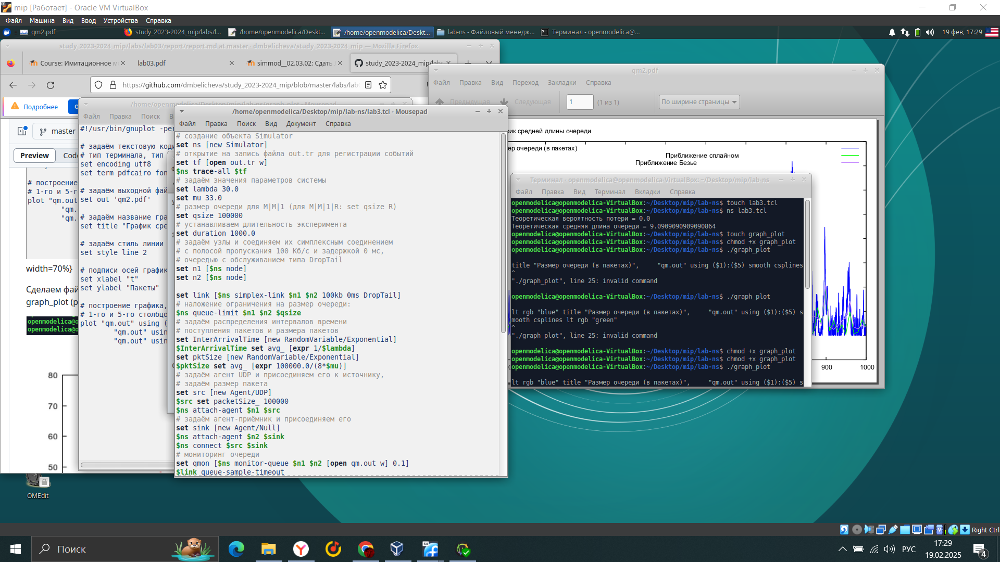 mip [Работает] - Oracle VM VirtualBox
Файл Машина Вид Ввод Устройства Справка
qm2.pdf study_2023-2024_mip/labs/l... /home/openmodelica/Deskt... /home/openmodelica/Deskt... lab-ns - Файловый менедж... Терминал - openmodelica@... 19 фев, 17:29
study_2023-2024_mip/labs/lab03/report/report.md at master · dmbelicheva/study_2023-2024_mip — Mozilla Firefox
Course: Имитационное м
lab03.pdf
simmod__02.03.02: Сдать
study_2023-2024_mip/labs
https://github.com/dmbelicheva/study_2023-2024_mip/blob/master/labs/lab
Подробнее
master
Preview
Code
# построение
# 1-го и 5-г
plot "qm.out
"qm.
"qm.
width=70%}
Сделаем фай
graph_plot (р
openmodelica@o
openmodelica@o
80
70
60
50
OMEdit
/home/openmodelica/Desktop/mip/lab-ns/graph_plot - Mousepad
Файл Правка Поиск В
#!/usr/bin/gnuplot -per
# задаём текстовую коди
# тип терминала, тип
set encoding utf8
set term pdfcairo fon
# задаём выходной фай
set out 'qm2.pdf'
# задаём название гра
set title "График сре
# задаём стиль линии
set style line 2
# подписи осей график
set xlabel "t"
set ylabel "Пакеты"
# построение графика,
# 1-го и 5-го столбцо
plot "qm.out" using (
"qm.out" usin
"qm.out" usin
/home/openmodelica/Desktop/mip/lab-ns/lab3.tcl - Mousepad
Файл Правка Поиск Вид Документ Справка
# создание объекта Simulator
set ns [new Simulator]
# открытие на запись файла out.tr для регистрации событий
set tf [open out.tr w]
$ns trace-all $tf
# задаём значения параметров системы
set lambda 30.0
set mu 33.0
# размер очереди для M|M|1 (для M|M|1|R: set qsize R)
set qsize 100000
# устанавливаем длительность эксперимента
set duration 1000.0
# задаём узлы и соединяем их симплексным соединением
# с полосой пропускания 100 Кб/с и задержкой 0 мс,
# очередью с обслуживанием типа DropTail
set n1 [$ns node]
set n2 [$ns node]
set link [$ns simplex-link $n1 $n2 100kb 0ms DropTail]
# наложение ограничения на размер очереди:
$ns queue-limit $n1 $n2 $qsize
# задаём распределения интервалов времени
# поступления пакетов и размера пакетов
set InterArrivalTime [new RandomVariable/Exponential]
$InterArrivalTime set avg_ [expr 1/$lambda]
set pktSize [new RandomVariable/Exponential]
$pktSize set avg_ [expr 100000.0/(8*$mu)]
# задаём агент UDP и присоединяем его к источнику,
# задаём размер пакета
set src [new Agent/UDP]
$src set packetSize_ 100000
$ns attach-agent $n1 $src
# задаём агент-приёмник и присоединяем его
set sink [new Agent/Null]
$ns attach-agent $n2 $sink
$ns connect $src $sink
# мониторинг очереди
set qmon [$ns monitor-queue $n1 $n2 [open qm.out w] 0.1]
$link queue-sample-timeout
qm2.pdf
Файл Правка Вид Переход Закладки Справка
Предыдущая Следующая 1 (1 из 1) По ширине страницы
ик средней длины очереди
ер очереди (в пакетах)
Приближение сплайном
Приближение Безье
900 1000
Терминал - openmodelica@openmodelica-VirtualBox: ~/Desktop/mip/lab-ns
Файл Правка Вид Терминал Вкладки Справка
openmodelica@openmodelica-VirtualBox:~/Desktop/mip/lab-ns$ touch lab3.tcl
openmodelica@openmodelica-VirtualBox:~/Desktop/mip/lab-ns$ ns lab3.tcl
Теоретическая вероятность потери = 0.0
Теоретическая средняя длина очереди = 9.0909090909090864
openmodelica@openmodelica-VirtualBox:~/Desktop/mip/lab-ns$ touch graph_plot
openmodelica@openmodelica-VirtualBox:~/Desktop/mip/lab-ns$ chmod +x graph_plot
openmodelica@openmodelica-VirtualBox:~/Desktop/mip/lab-ns$ ./graph_plot
title "Размер очереди (в пакетах)", "qm.out" using ($1):($5) smooth csplines
^
"./graph_plot", line 25: invalid command
openmodelica@openmodelica-VirtualBox:~/Desktop/mip/lab-ns$ ./graph_plot
lt rgb "blue" title "Размер очереди (в пакетах)", "qm.out" using ($1):($5) s
mooth csplines lt rgb "green"
^
"./graph_plot", line 25: invalid command
openmodelica@openmodelica-VirtualBox:~/Desktop/mip/lab-ns$ chmod +x graph_plot
openmodelica@openmodelica-VirtualBox:~/Desktop/mip/lab-ns$ chmod +x graph_plot
openmodelica@openmodelica-VirtualBox:~/Desktop/mip/lab-ns$ ./graph_plot
lt rgb "blue" title "Размер очереди (в пакетах)", "qm.out" using ($1):($5) s
Right Ctrl
Поиск
64
РУС
17:29
19.02.2025
4